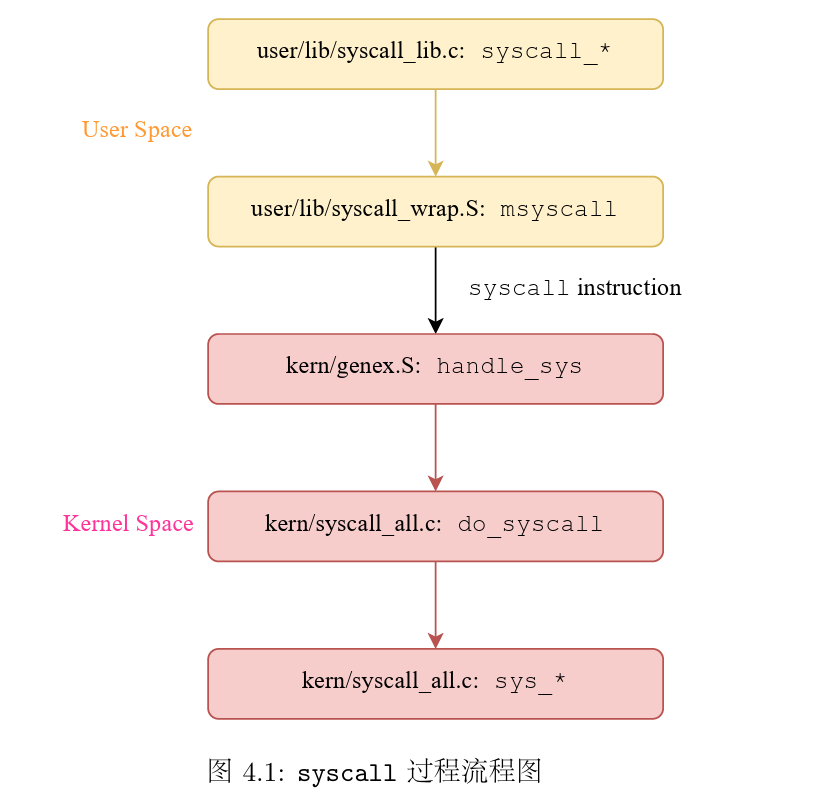 user/lib/syscall_lib.c: syscall_*
User Space
user/lib/syscall_wrap.S: msyscall
syscall instruction
kern/genex.S: handle_sys
Kernel Space
kern/syscall_all.c: do_syscall
kern/syscall_all.c: sys_*
图 4.1: syscall 过程流程图